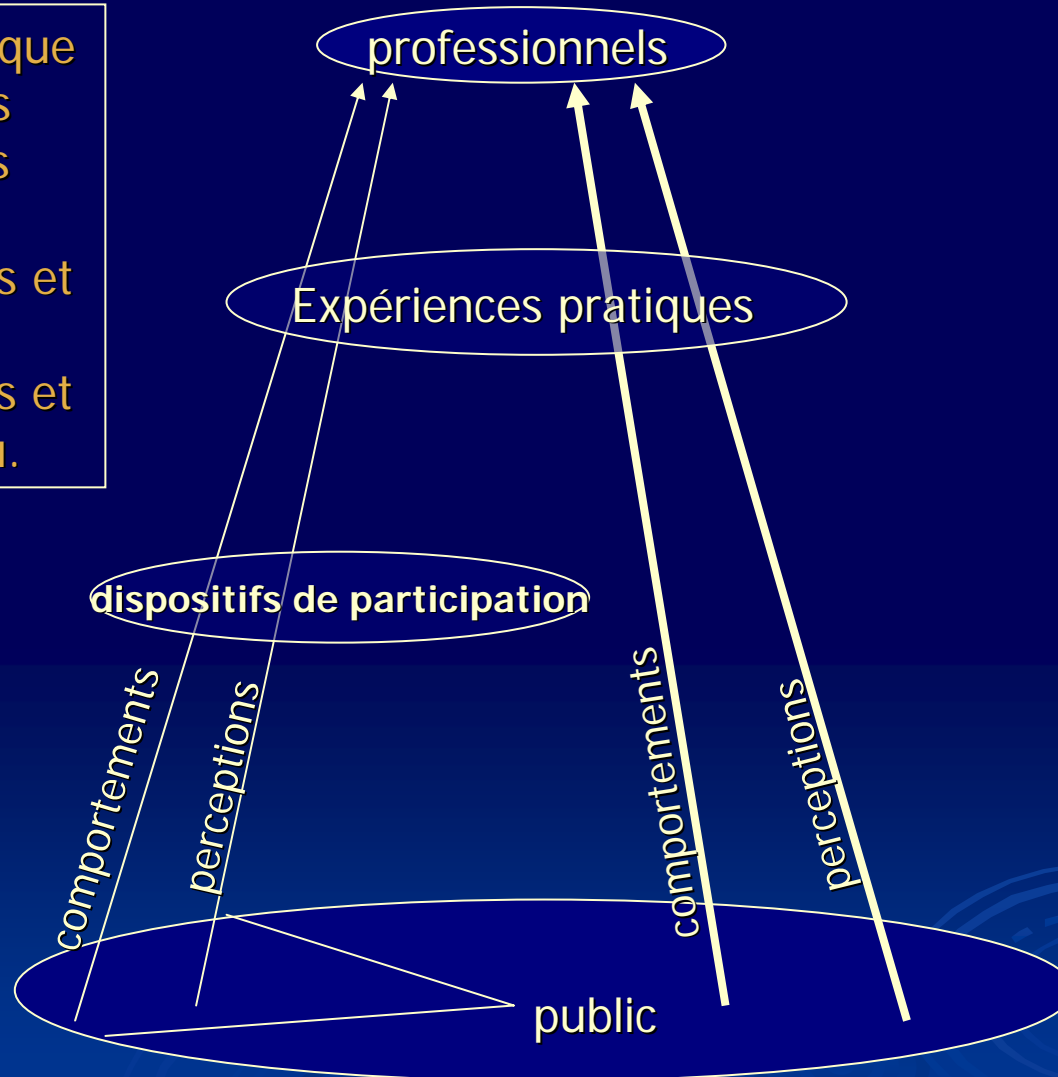 que
s
s
s et
s et
professionnels
Expériences pratiques
dispositifs de participation
comportements
perceptions
comportements
perceptions
public